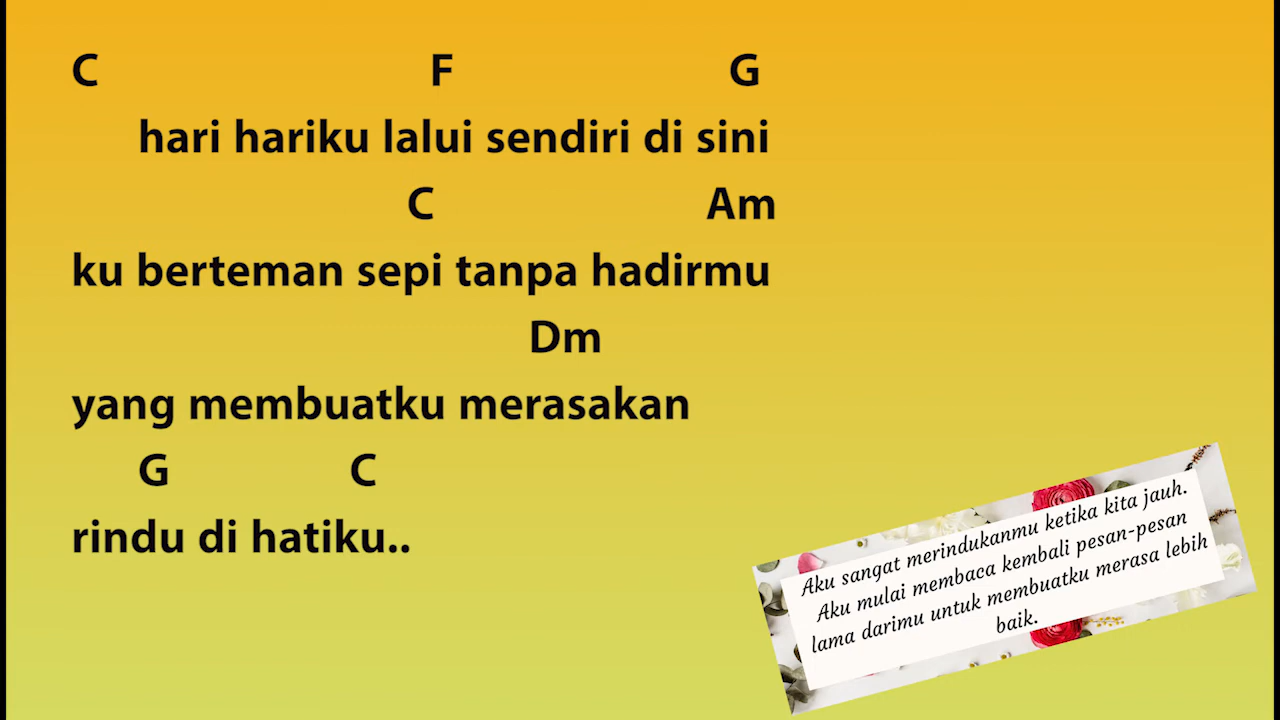 C F G
hari hariku lalui sendiri di sini
C Am
ku berteman sepi tanpa hadirmu
Dm
yang membuatku merasakan
G C
rindu di hatiku..
Aku sangat merindukanmu ketika kita jauh.
Aku mulai membaca kembali pesan-pesan
lama darimu untuk membuatku merasa lebih
baik.